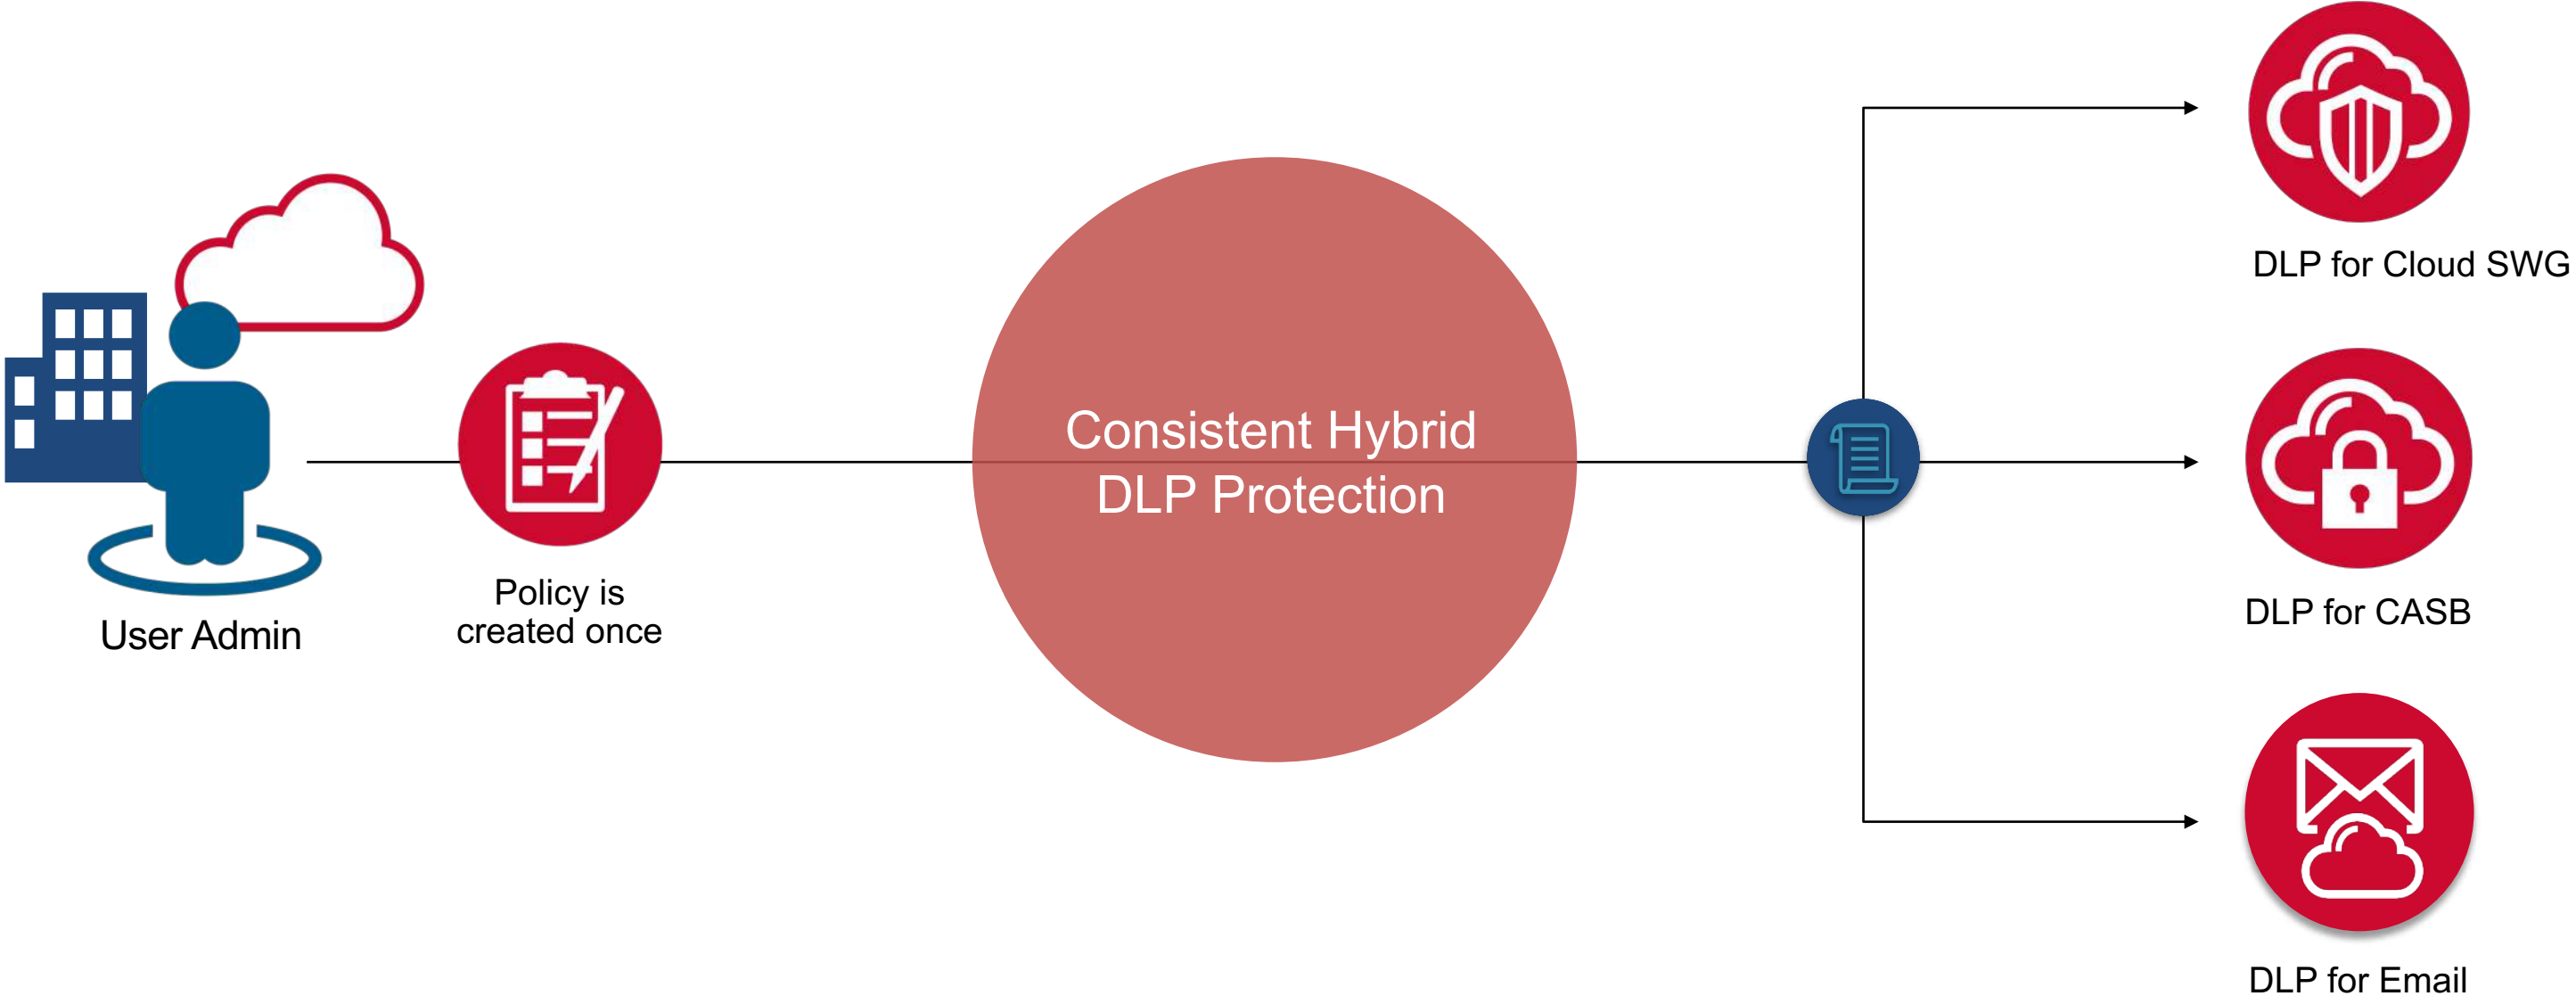 User Admin
Policy is
created once
Consistent Hybrid
DLP Protection
DLP for Cloud SWG
DLP for CASB
DLP for Email